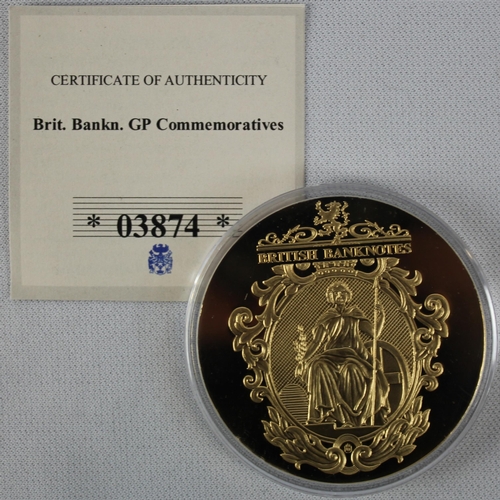 CERTIFICATE OF AUTHENTICITY
Brit. Bankn. GP Commemoratives
* 03874 *
BRITISH BANKNOTES